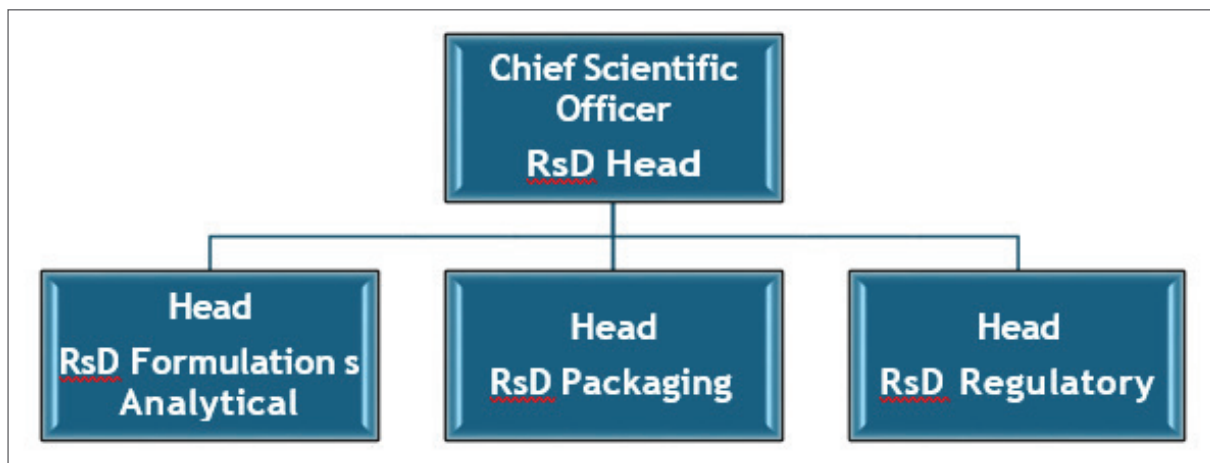 Chief Scientific
Officer
RsD Head
Head
RsD Formulation s
Analytical
Head
RsD Packaging
Head
RsD Regulatory